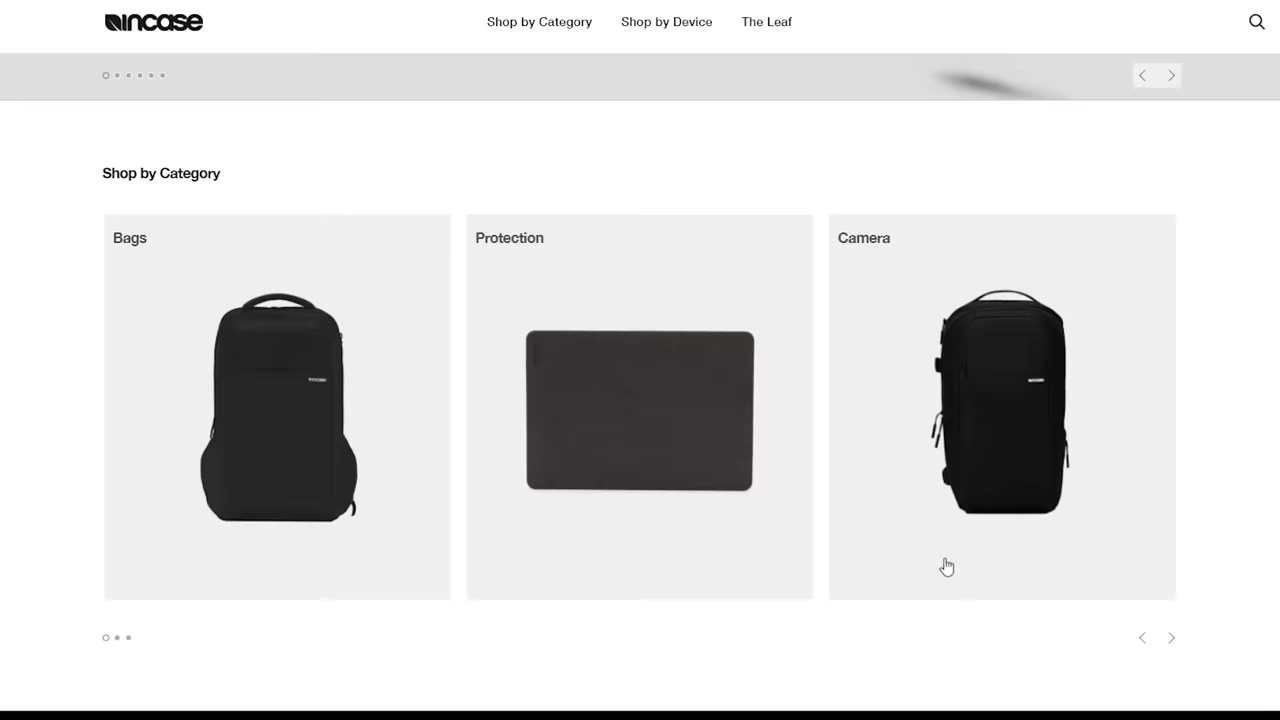 incase
Shop by Category Shop by Device The Leaf
Shop by Category
Bags
Protection
Camera